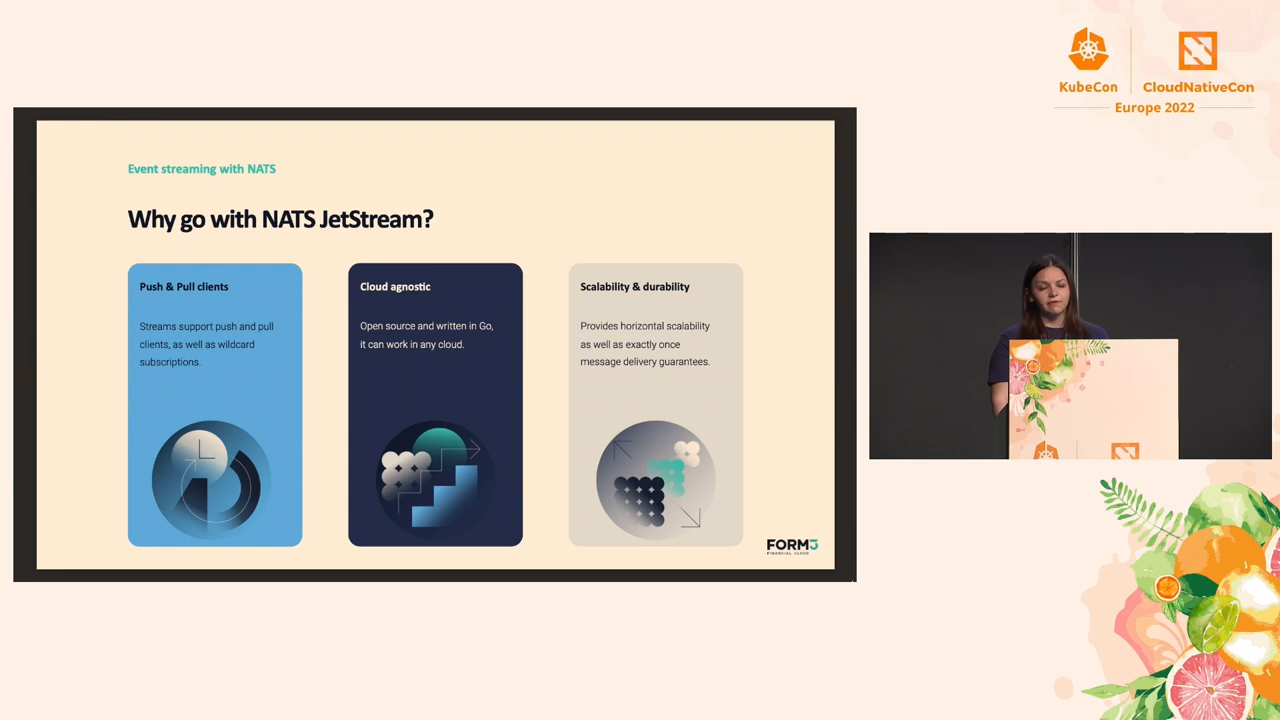 KubeCon
CloudNativeCon
Europe 2022
Event streaming with NATS
Why go with NATS JetStream?
Push & Pull clients
Streams support push and pull
clients, as well as wildcard
subscriptions.
Cloud agnostic
Open source and written in Go,
it can work in any cloud.
Scalability & durability
Provides horizontal scalability
as well as exactly once
message delivery guarantees.
FORM3
FINANCIAL CLOUD